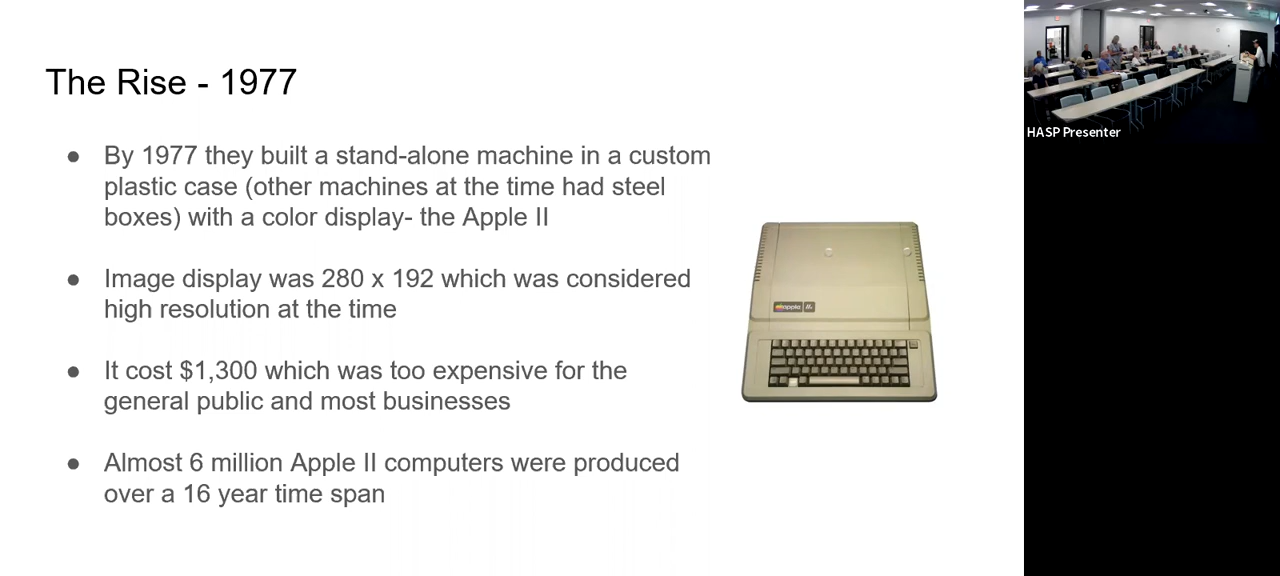 The Rise - 1977
● By 1977 they built a stand-alone machine in a custom
plastic case (other machines at the time had steel
boxes) with a color display- the Apple II
● Image display was 280 x 192 which was considered
high resolution at the time
● It cost $1,300 which was too expensive for the
general public and most businesses
● Almost 6 million Apple II computers were produced
over a 16 year time span
apple
HASP Presenter